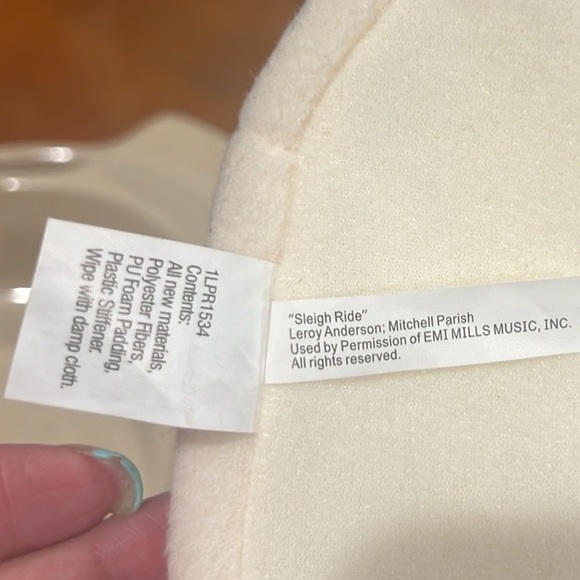 1LPR1534
Contents:
All new materials,
Polyester Fibers,
PU Foam Padding,
Plastic Stiffener.
Wipe with damp cloth.
"Sleigh Ride"
Leroy Anderson; Mitchell Parish
Used by Permission of EMI MILLS MUSIC, INC.
All rights reserved.